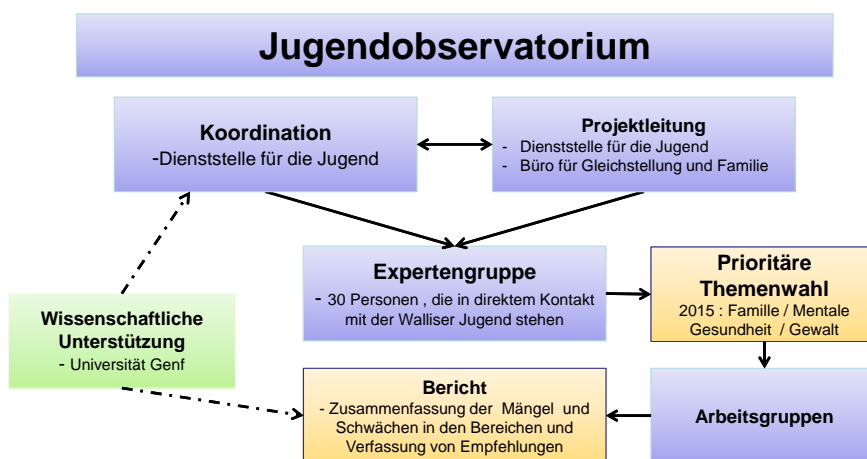 Jugendobservatorium
Koordination
-Dienststelle für die Jugend
Projektleitung
- Dienststelle für die Jugend
- Büro für Gleichstellung und Familie
Expertengruppe
- 30 Personen , die in direktem Kontakt
mit der Walliser Jugend stehen
Prioritäre
Themenwahl
2015 : Famille / Mentale
Gesundheit / Gewalt
Wissenschaftliche
Unterstützung
- Universität Genf
Bericht
- Zusammenfassung der Mängel und
Schwächen in den Bereichen und
Verfassung von Empfehlungen
Arbeitsgruppen